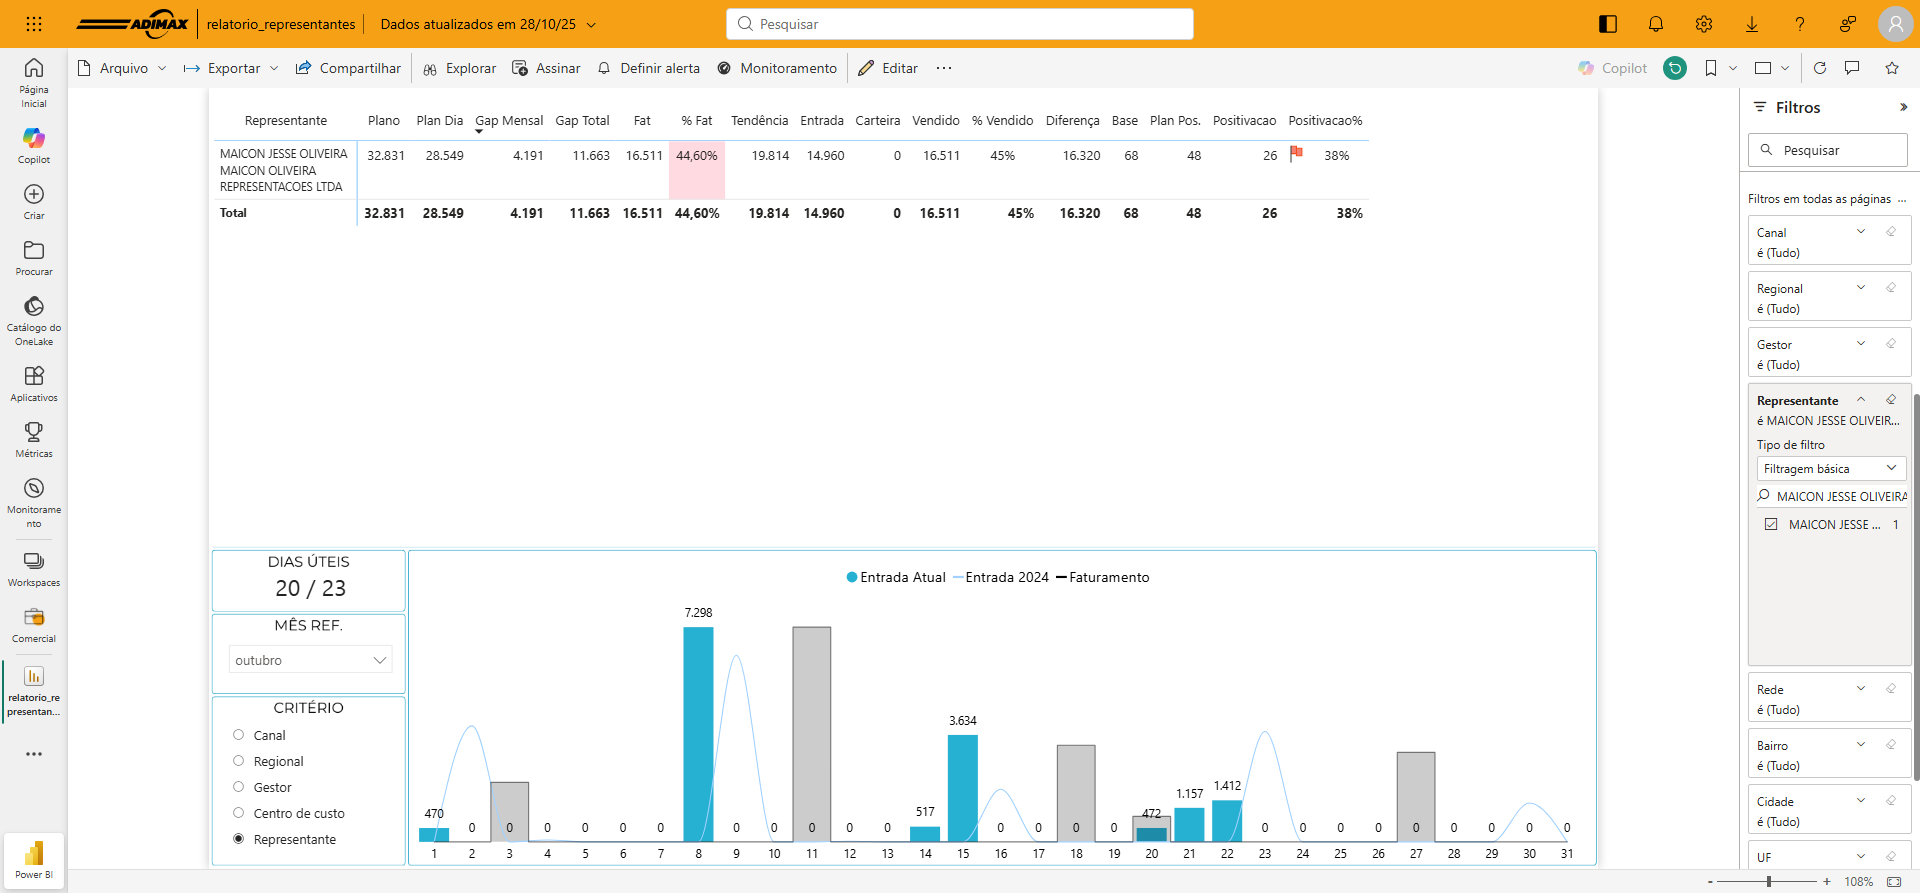 ADIMAX
relatorio_representantes
Dados atualizados em 28/10/25
Pesquisar
Arquivo
Exportar
Compartilhar
Explorar
Assinar
Definir alerta
Monitoramento
Editar
Copilot
Página
Inicial
Copilot
Criar
Procurar
Catálogo do
OneLake
Aplicativos
Métricas
Monitorame
nto
Workspaces
Comercial
relatorio_re
presentan...
Power BI
Representante Plano Plan Dia Gap Mensal Gap Total Fat % Fat Tendência Entrada Carteira Vendido % Vendido Diferença Base Plan Pos. Positivacao Positivacao%
MAICON JESSE OLIVEIRA 32.831 28.549 4.191 11.663 16.511 44,60% 19.814 14.960 0 16.511 45% 16.320 68 48 26 38%
MAICON OLIVEIRA
REPRESENTACOES LTDA
Total 32.831 28.549 4.191 11.663 16.511 44,60% 19.814 14.960 0 16.511 45% 16.320 68 48 26 38%
DIAS ÚTEIS
20 / 23
MÊS REF.
outubro
CRITÉRIO
Canal
Regional
Gestor
Centro de custo
Representante
Entrada Atual Entrada 2024 Faturamento
470 0 0 0 0 0 0 7.298 0 0 0 0 0 517 3.634 0 0 0 0 472 1.157 1.412 0 0 0 0 0 0 0 0 0
1 2 3 4 5 6 7 8 9 10 11 12 13 14 15 16 17 18 19 20 21 22 23 24 25 26 27 28 29 30 31
Filtros
Pesquisar
Filtros em todas as páginas ...
Canal
é (Tudo)
Regional
é (Tudo)
Gestor
é (Tudo)
Representante
é MAICON JESSE OLIVEIR...
Tipo de filtro
Filtragem básica
MAICON JESSE OLIVEIRA
MAICON JESSE ... 1
Rede
é (Tudo)
Bairro
é (Tudo)
Cidade
é (Tudo)
UF
- + 108%